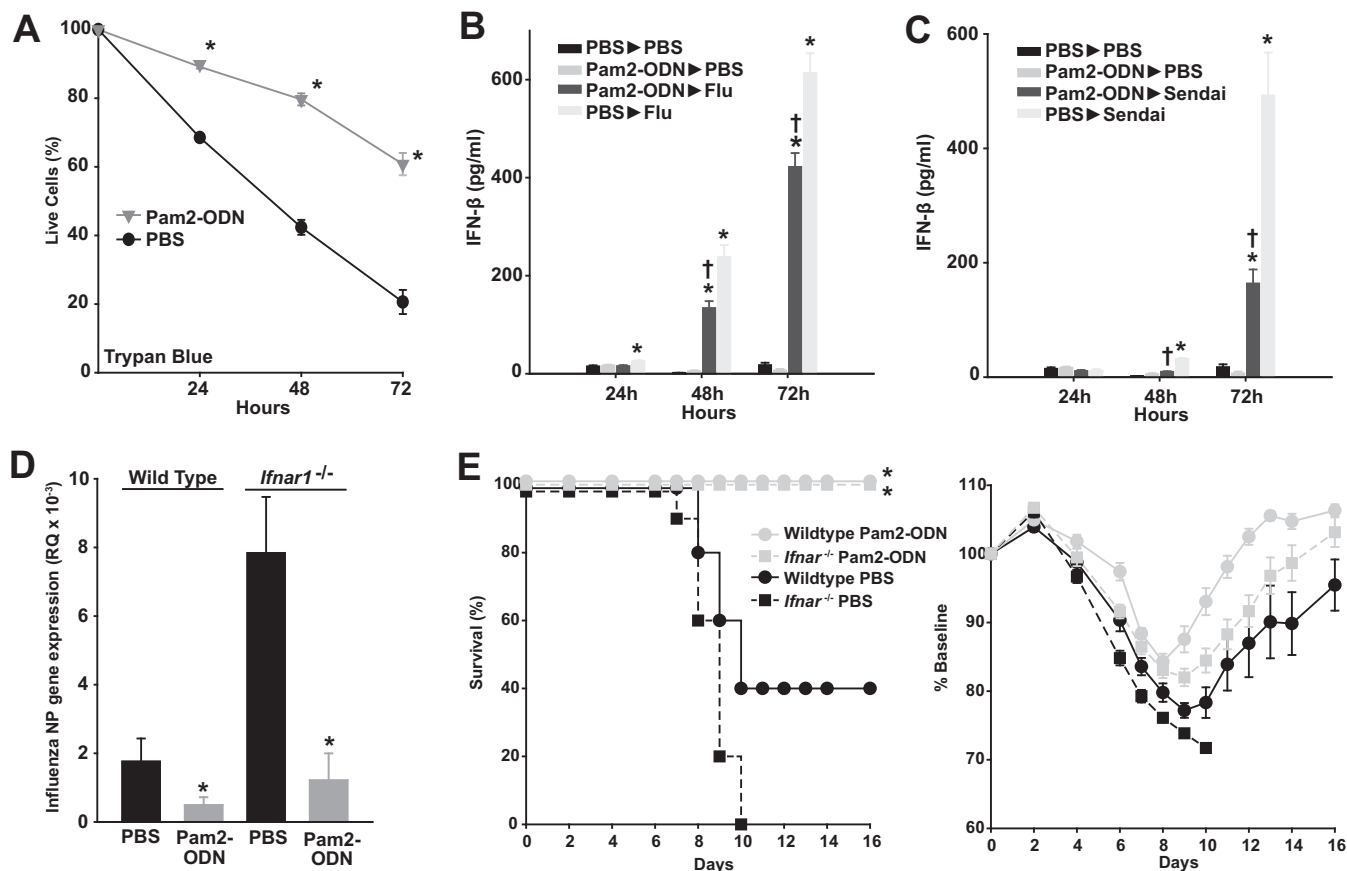 A
100
80
60
40
20
0
Live Cells (%)
*
*
*
Pam2-ODN
PBS
Trypan Blue
24
48
72
Hours
B
IFN-β (pg/ml)
600
400
200
0
PBS►PBS
Pam2-ODN►PBS
Pam2-ODN►Flu
PBS►Flu
*
†
*
*
†
*
*
24h
48h
72h
Hours
C
IFN-β (pg/ml)
600
400
200
0
PBS►PBS
Pam2-ODN►PBS
Pam2-ODN►Sendai
PBS►Sendai
†
*
†
*
*
24h
48h
72h
Hours
D
Influenza NP gene expression (RQ x 10⁻³)
10
8
6
4
2
0
Wild Type
Ifnar1 -/-
*
*
PBS
Pam2-ODN
PBS
Pam2-ODN
E
Survival (%)
100
80
60
40
20
0
*
*
Wildtype Pam2-ODN
Ifnar -/- Pam2-ODN
Wildtype PBS
Ifnar -/- PBS
0 2 4 6 8 10 12 14 16
Days
% Baseline
110
100
90
80
70
60
0 2 4 6 8 10 12 14 16
Days